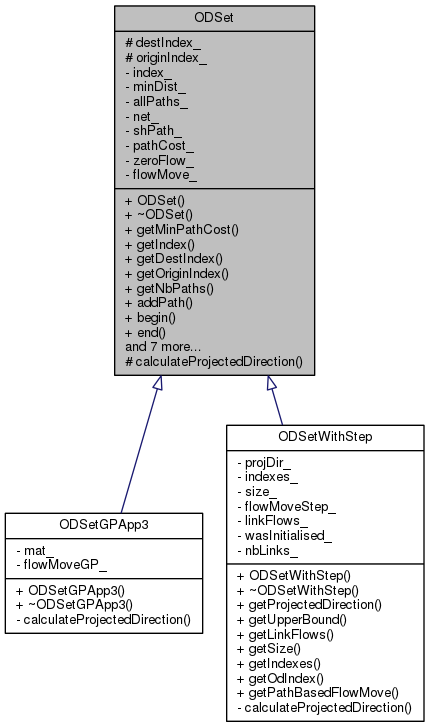 ODSet
# destIndex_
# originIndex_
- index_
- minDist_
- allPaths_
- net_
- shPath_
- pathCost_
- zeroFlow_
- flowMove_
+ ODSet()
+ ~ODSet()
+ getMinPathCost()
+ getIndex()
+ getDestIndex()
+ getOriginIndex()
+ getNbPaths()
+ addPath()
+ begin()
+ end()
and 7 more...
# calculateProjectedDirection()
ODSetGPApp3
- mat_
- flowMoveGP_
+ ODSetGPApp3()
+ ~ODSetGPApp3()
- calculateProjectedDirection()
ODSetWithStep
- projDir_
- indexes_
- size_
- flowMoveStep_
- linkFlows_
- wasInitialised_
- nbLinks_
+ ODSetWithStep()
+ ~ODSetWithStep()
+ getProjectedDirection()
+ getUpperBound()
+ getLinkFlows()
+ getSize()
+ getIndexes()
+ getOdIndex()
+ getPathBasedFlowMove()
- calculateProjectedDirection()